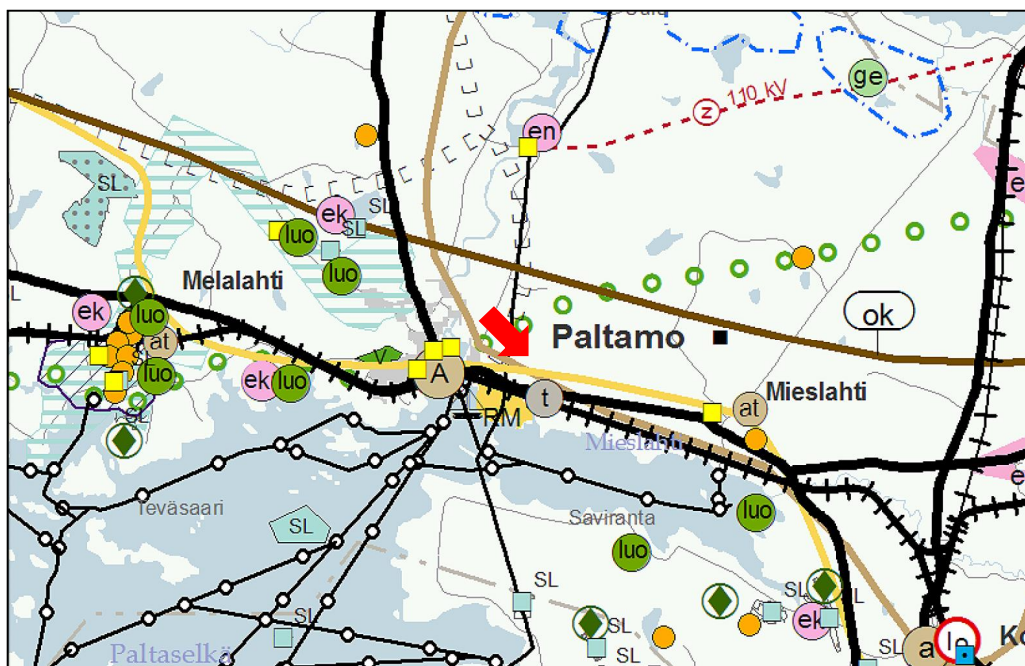 ge
110 kV
z
en
SL
SL
ek
SL
luo
luo
Melalahti
ok
ek
luo
at
Paltamo
V
A
ek
luo
luo
t
Mieslahti
at
RM
SL
Mieslahti
Teväsaari
SL
Saviranta
luo
luo
SL
SL
SL
SL
SL
ek
Paltaselkä
SL
SL
a